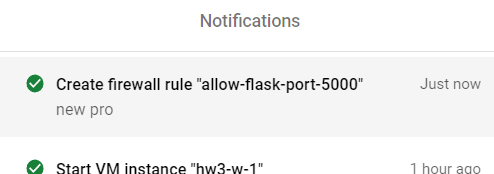 Notifications
Create firewall rule "allow-flask-port-5000"
Just now
new pro
Start VM instance "hw3-w-1"
1 hour ago